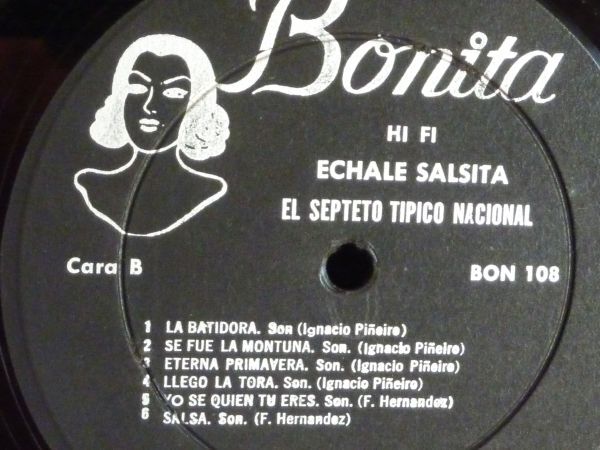 Bonita
HI FI
ECHALE SALSITA
EL SEPTETO TIPICO NACIONAL
Cara B
BON 108
1 LA BATIDORA. Son (Ignacio Piñeiro)
2 SE FUE LA MONTUNA. Son. (Ignacio Piñeiro)
3 ETERNA PRIMAVERA. Son. (Ignacio Piñeiro)
4 LLEGO LA TORA. Son. (Ignacio Piñeiro)
5 YO SE QUIEN TU ERES. Son. (F. Hernandez)
6 SALSA. Son. (F. Hernandez)